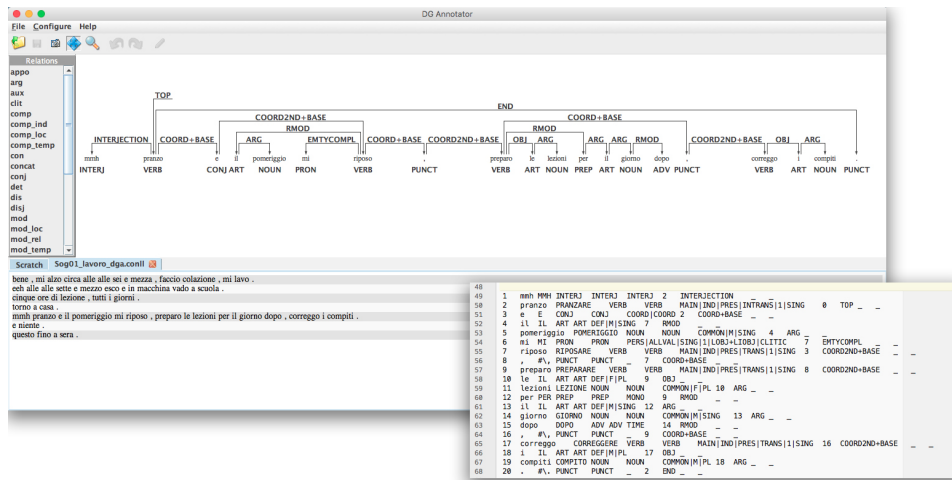 DG Annotator
File Configure Help
Relations
appo
arg
aux
clit
comp
comp_ind
comp_loc
comp_temp
con
concat
conj
det
dis
disj
mod
mod_loc
mod_rel
mod_temp
TOP
END
COORD2ND+BASE COORD+BASE
RMOD RMOD
INTERJECTION COORD+BASE ARG EMTYCOMPL COORD+BASE COORD2ND+BASE OBJ ARG ARG ARG RMOD COORD2ND+BASE OBJ ARG
mmh pranzo e il pomeriggio mi riposo , preparo le lezioni per il giorno dopo , correggo i compiti .
INTERJ VERB CONJ ART NOUN PRON VERB PUNCT VERB ART NOUN PREP ART NOUN ADV PUNCT VERB ART NOUN PUNCT
Scratch Sog01_lavoro_dga.conll
bene , mi alzo circa alle alle sei e mezza , faccio colazione , mi lavo .
eeh alle alle sette e mezzo esco e in macchina vado a scuola .
cinque ore di lezione , tutti i giorni .
torno a casa .
mmh pranzo e il pomeriggio mi riposo , preparo le lezioni per il giorno dopo , correggo i compiti .
e niente .
questo fino a sera .
48
49 1 mmh MMH INTERJ INTERJ INTERJ 2 INTERJECTION _ _
50 2 pranzo PRANZARE VERB VERB MAIN|IND|PRES|INTRANS|1|SING 0 TOP _ _
51 3 e E CONJ CONJ COORD|COORD 2 COORD+BASE _ _
52 4 il IL ART ART DEF|M|SING 7 RMOD _ _
53 5 pomeriggio POMERIGGIO NOUN NOUN COMMON|M|SING 4 ARG _ _
54 6 mi MI PRON PRON PERS|ALLVAL|SING|1|LOBJ+LIOBJ|CLITIC 7 EMTYCOMPL _ _
55 7 riposo RIPOSARE VERB VERB MAIN|IND|PRES|TRANS|1|SING 3 COORD2ND+BASE _ _
56 8 , #\, PUNCT PUNCT _ 7 COORD+BASE _ _
57 9 preparo PREPARARE VERB VERB MAIN|IND|PRES|TRANS|1|SING 8 COORD2ND+BASE _ _
58 10 le IL ART ART DEF|F|PL 9 OBJ _ _
59 11 lezioni LEZIONE NOUN NOUN COMMON|F|PL 10 ARG _ _
60 12 per PER PREP PREP MONO 9 RMOD _ _
61 13 il IL ART ART DEF|M|SING 12 ARG _ _
62 14 giorno GIORNO NOUN NOUN COMMON|M|SING 13 ARG _ _
63 15 dopo DOPO ADV ADV TIME 14 RMOD _ _
64 16 , #\, PUNCT PUNCT _ 9 COORD+BASE _ _
65 17 correggo CORREGGERE VERB VERB MAIN|IND|PRES|TRANS|1|SING 16 COORD2ND+BASE _ _
66 18 i IL ART ART DEF|M|PL 17 OBJ _ _
67 19 compiti COMPITO NOUN NOUN COMMON|M|PL 18 ARG _ _
68 20 . #\. PUNCT PUNCT _ 2 END _ _